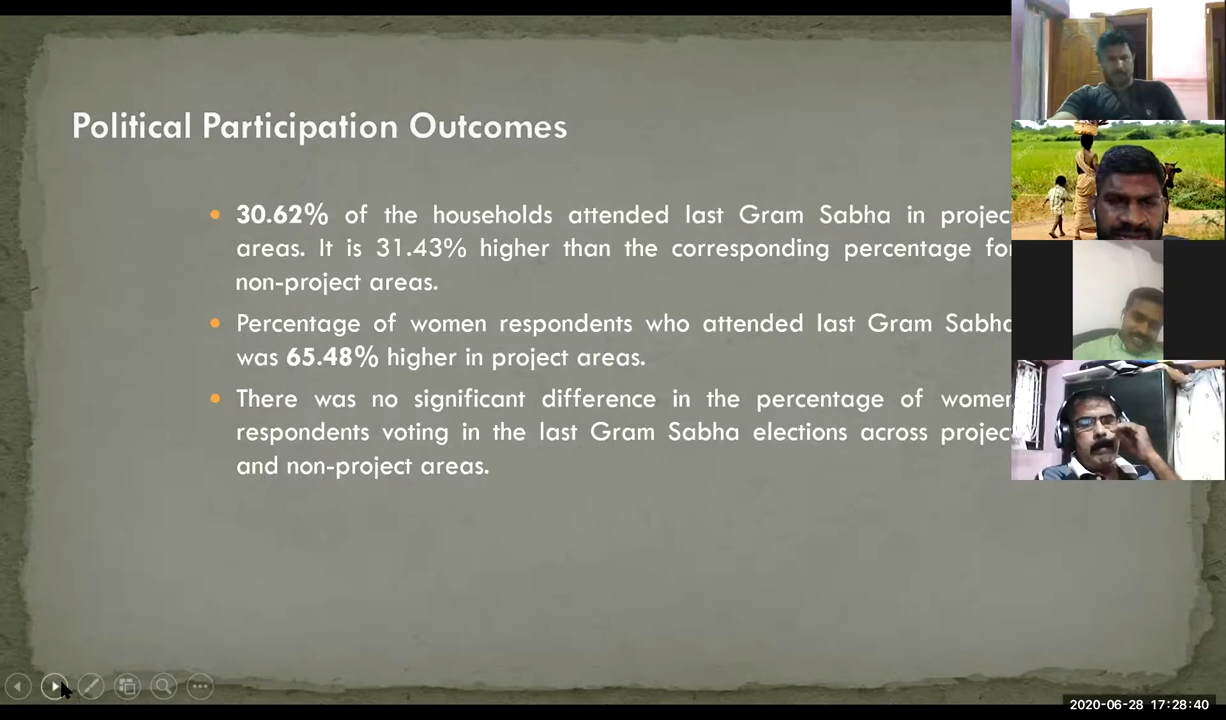 Political Participation Outcomes
30.62% of the households attended last Gram Sabha in projec
areas. It is 31.43% higher than the corresponding percentage for
non-project areas.
Percentage of women respondents who attended last Gram Sabha
was 65.48% higher in project areas.
There was no significant difference in the percentage of women
respondents voting in the last Gram Sabha elections across projec
and non-project areas.
2020-06-28 17:28:40